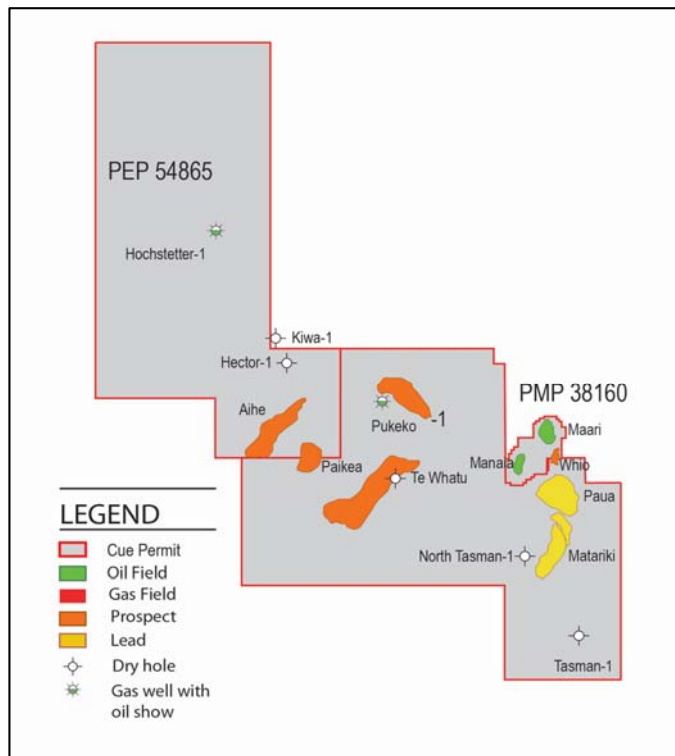 PEP 54865
Hochstetter-1
Kiwa-1
Hector-1
PMP 38160
Aihe
Pukeko
-1
Maari
Manaia
Whio
Paikea
Te Whatu
Paua
North Tasman-1
Matariki
Tasman-1
LEGEND
Cue Permit
Oil Field
Gas Field
Prospect
Lead
Dry hole
Gas well with
oil show